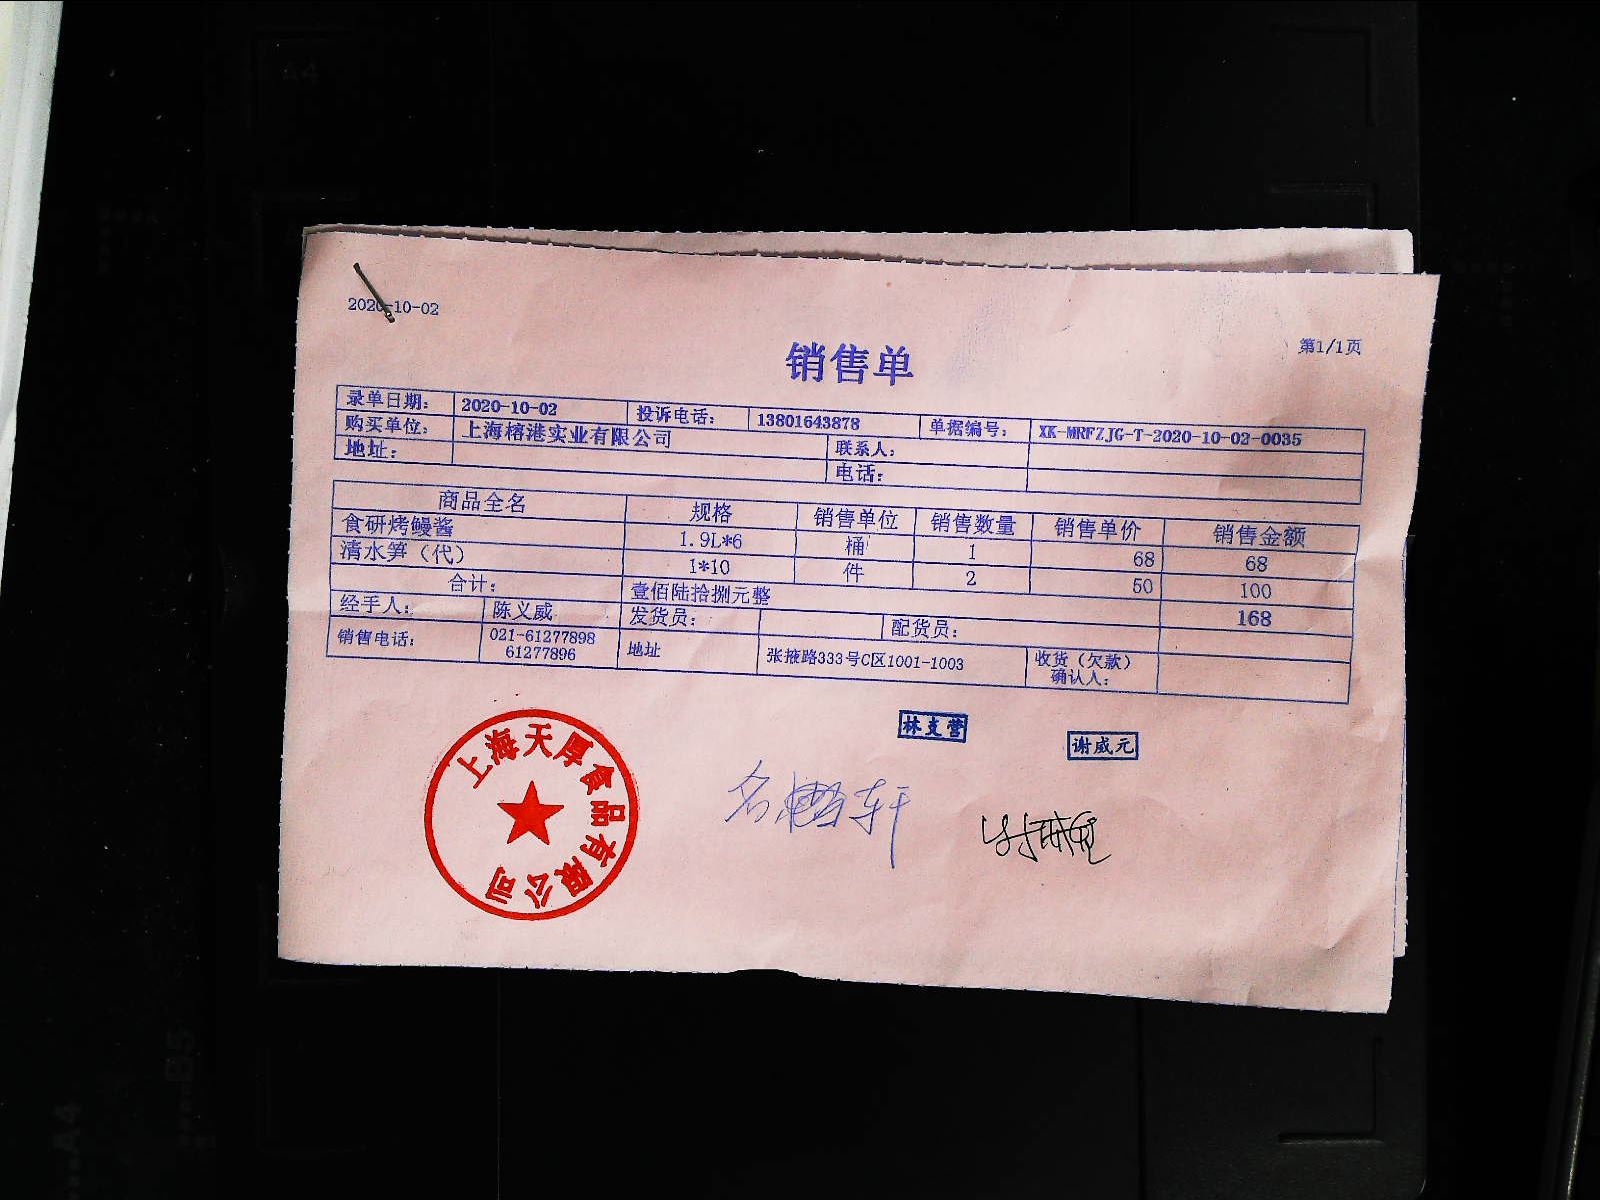 2020-10-02
第1/1页
销售单
录单日期： 2020-10-02 投诉电话： 13801643878 单据编号： XK-MRFZJG-T-2020-10-02-0035
购买单位： 上海榕港实业有限公司 联系人：
地址： 电话：
商品全名 规格 销售单位 销售数量 销售单价 销售金额
食研烤鳗酱 1.9L*6 桶 1 68 68
清水笋（代） 1*10 件 2 50 100
合计： 壹佰陆拾捌元整 168
经手人： 陈义威 发货员： 配货员：
销售电话： 021-61277898 61277896 地址 张掖路333号C区1001-1003 收货（欠款）确认人：
林支营
谢威元
上海天厚食品有限公司